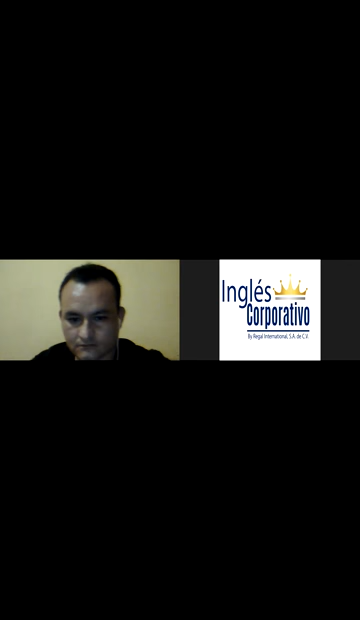 Inglés
Corporativo
By Regal International, S.A. de C.V.